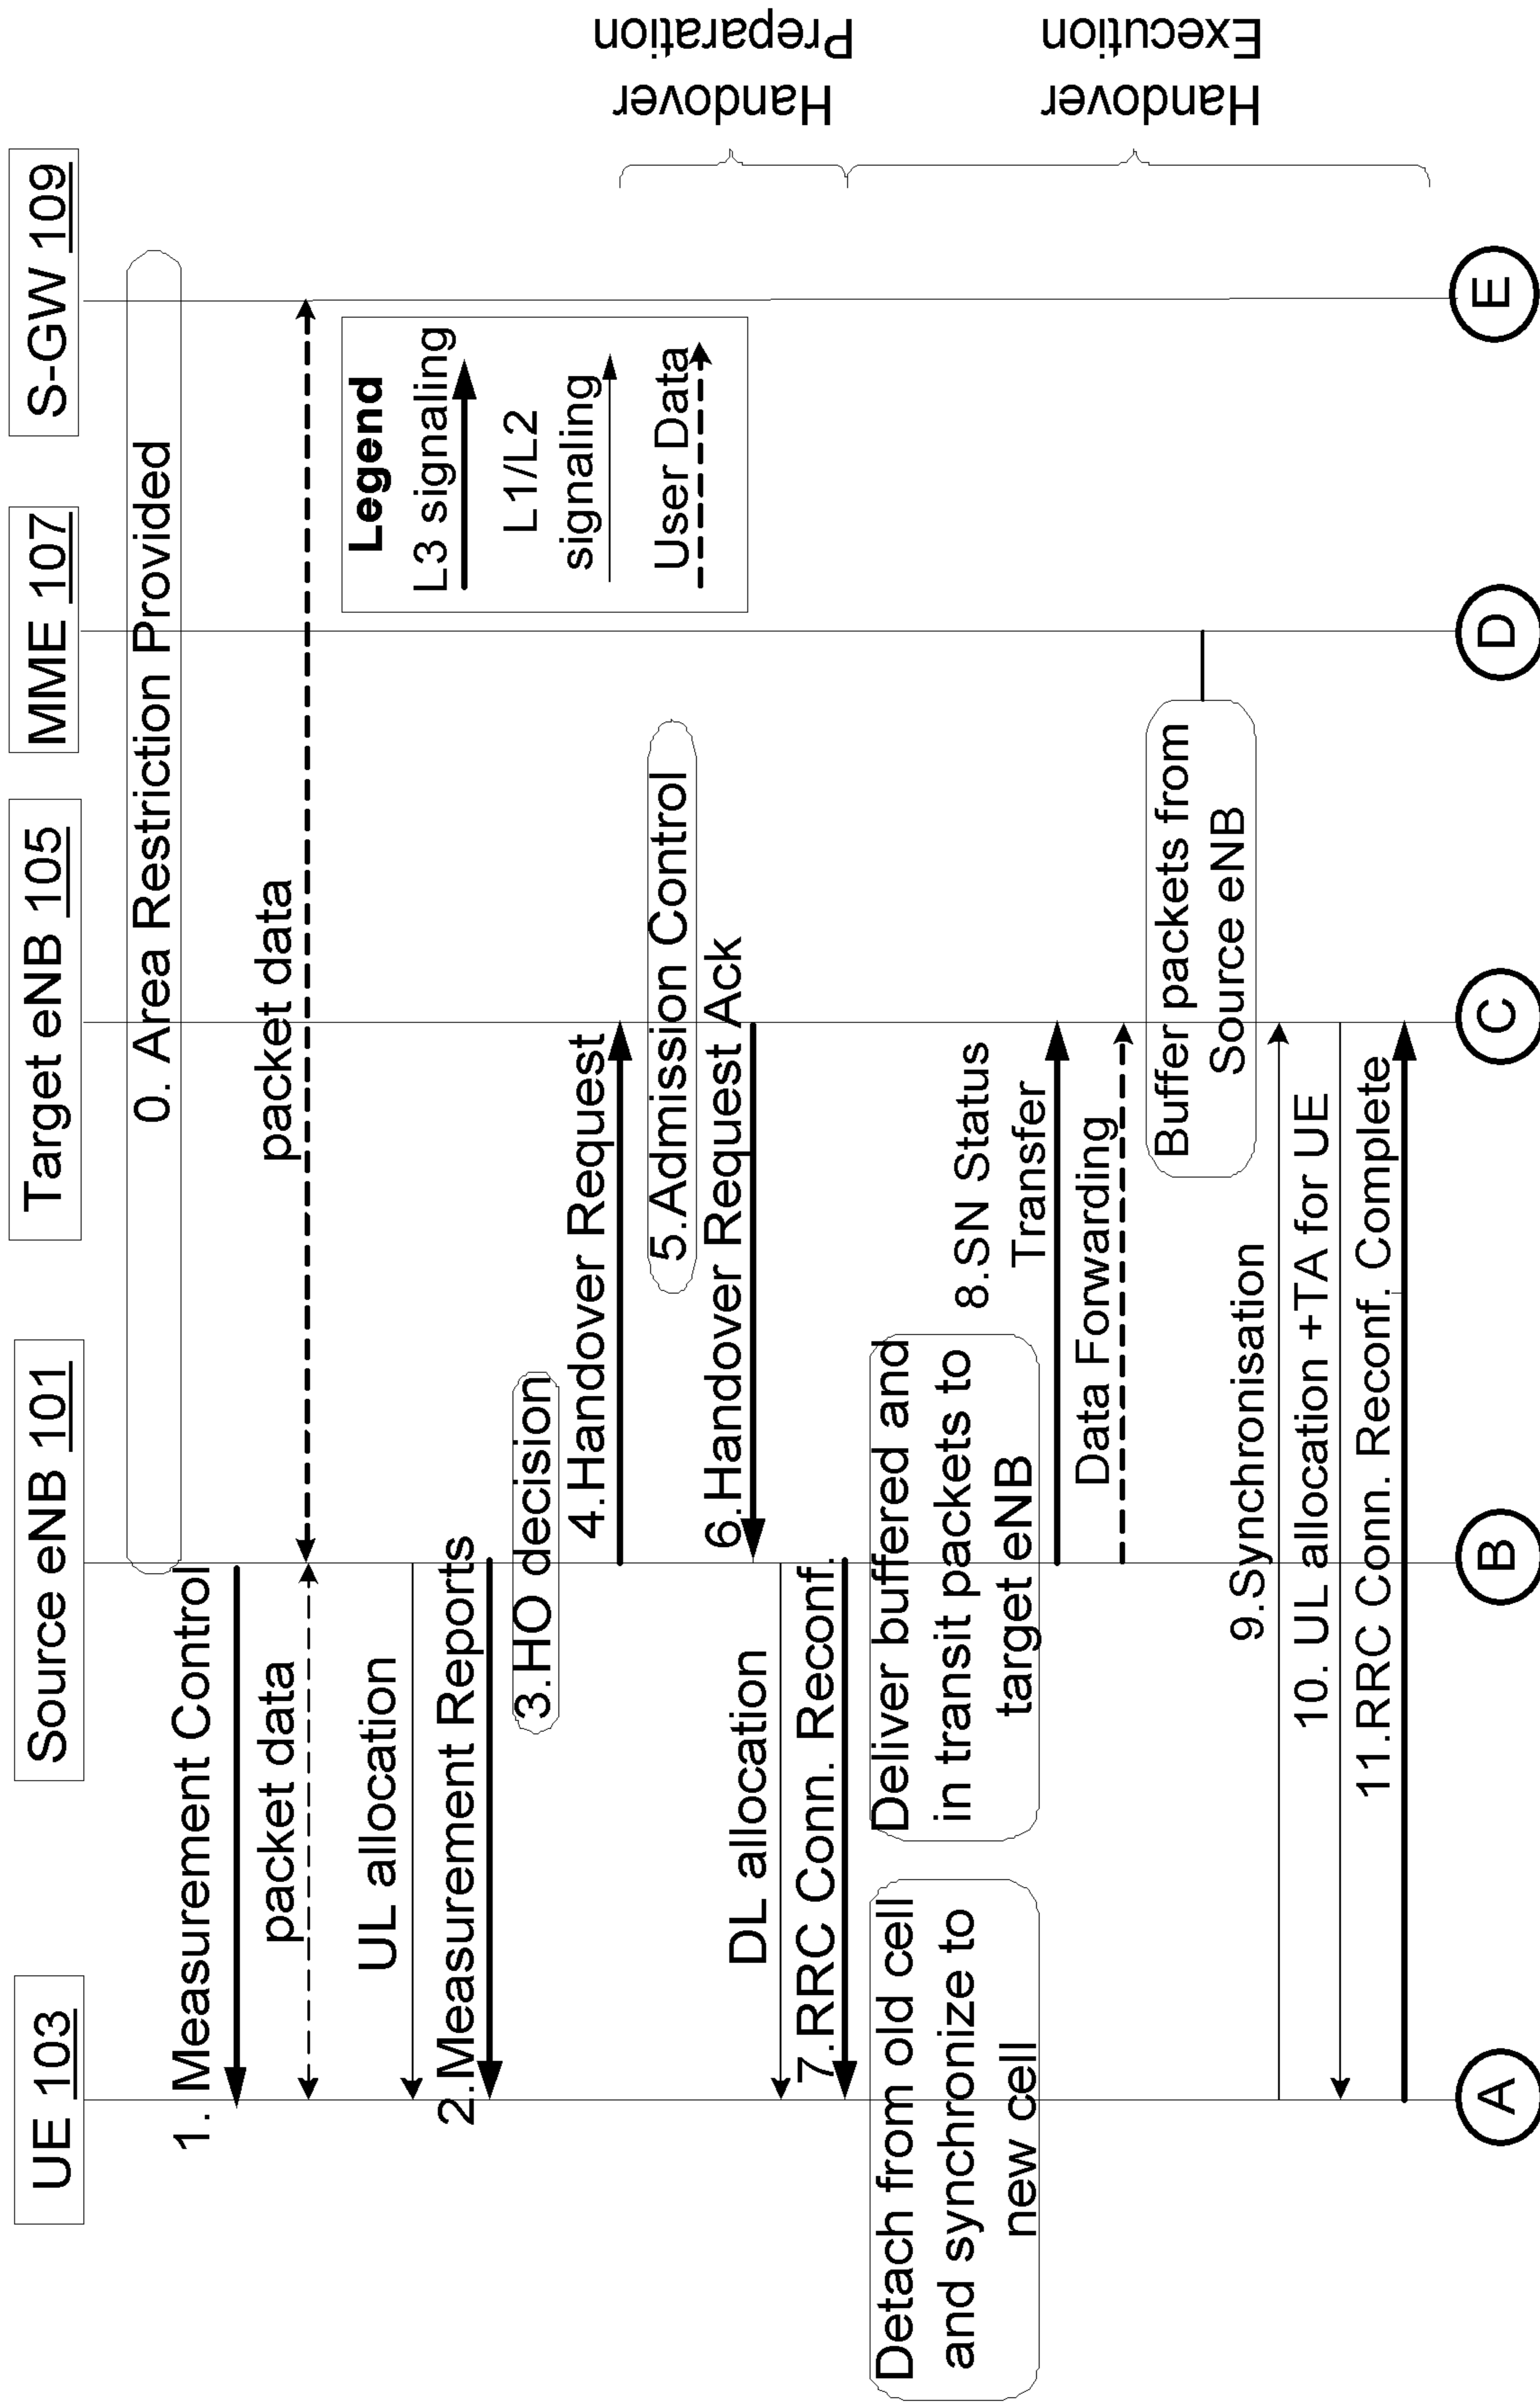 UE 103
Source eNB 101
Target eNB 105
MME 107
S-GW 109
0. Area Restriction Provided
1. Measurement Control
packet data
packet data
Legend
L3 signaling
L1/L2
signaling
User Data
UL allocation
2.Measurement Reports
3.HO decision
4.Handover Request
5.Admission Control
6.Handover Request Ack
DL allocation
7.RRC Conn. Reconf.
Handover
Preparation
Detach from old cell
and synchronize to
new cell
Deliver buffered and
in transit packets to
target eNB
8.SN Status
Transfer
Data Forwarding
Buffer packets from
Source eNB
9.Synchronisation
10. UL allocation +TA for UE
11.RRC Conn. Reconf. Complete
Handover
Execution
A
B
C
D
E